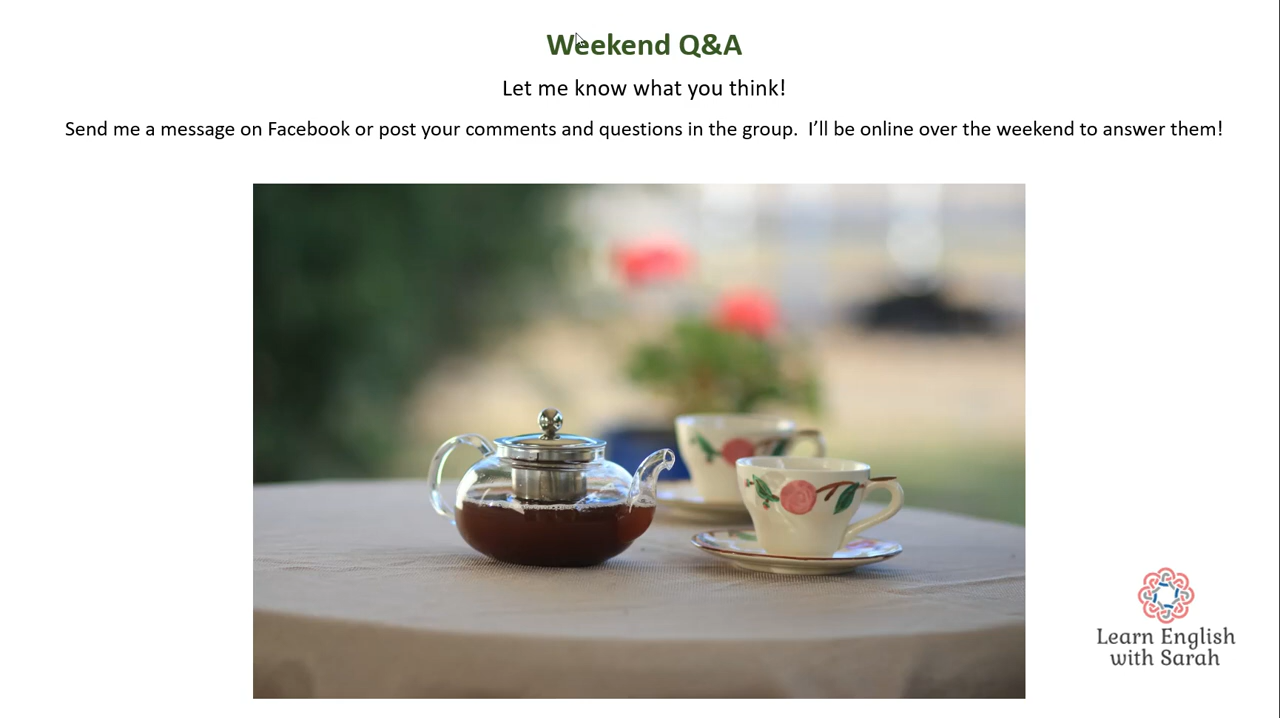 Weekend Q&A
Let me know what you think!
Send me a message on Facebook or post your comments and questions in the group.  I’ll be online over the weekend to answer them!
Learn English
with Sarah